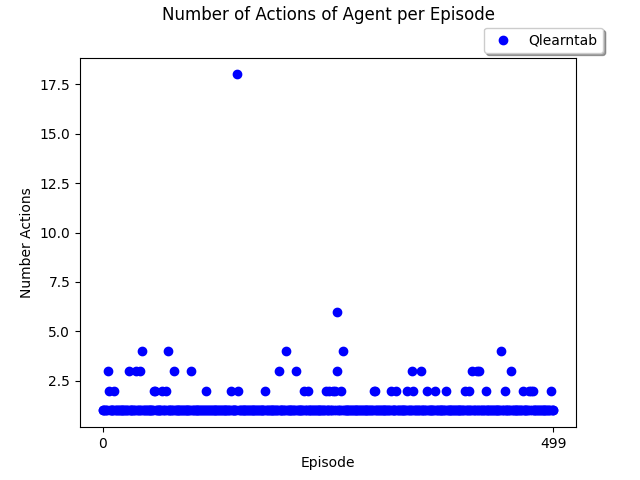 Number of Actions of Agent per Episode
Qlearntab
17.5
15.0
12.5
10.0
7.5
5.0
2.5
Number Actions
0
499
Episode